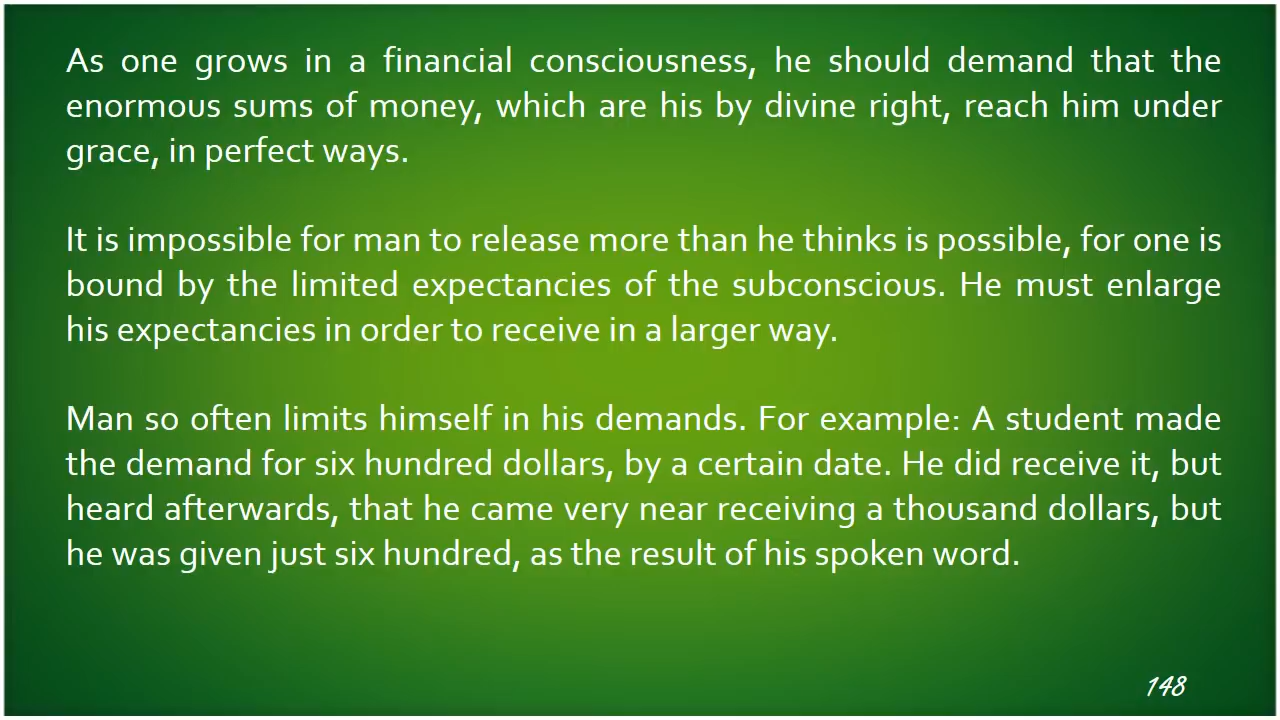 As one grows in a financial consciousness, he should demand that the
enormous sums of money, which are his by divine right, reach him under
grace, in perfect ways.
It is impossible for man to release more than he thinks is possible, for one is
bound by the limited expectancies of the subconscious. He must enlarge
his expectancies in order to receive in a larger way.
Man so often limits himself in his demands. For example: A student made
the demand for six hundred dollars, by a certain date. He did receive it, but
heard afterwards, that he came very near receiving a thousand dollars, but
he was given just six hundred, as the result of his spoken word.
148